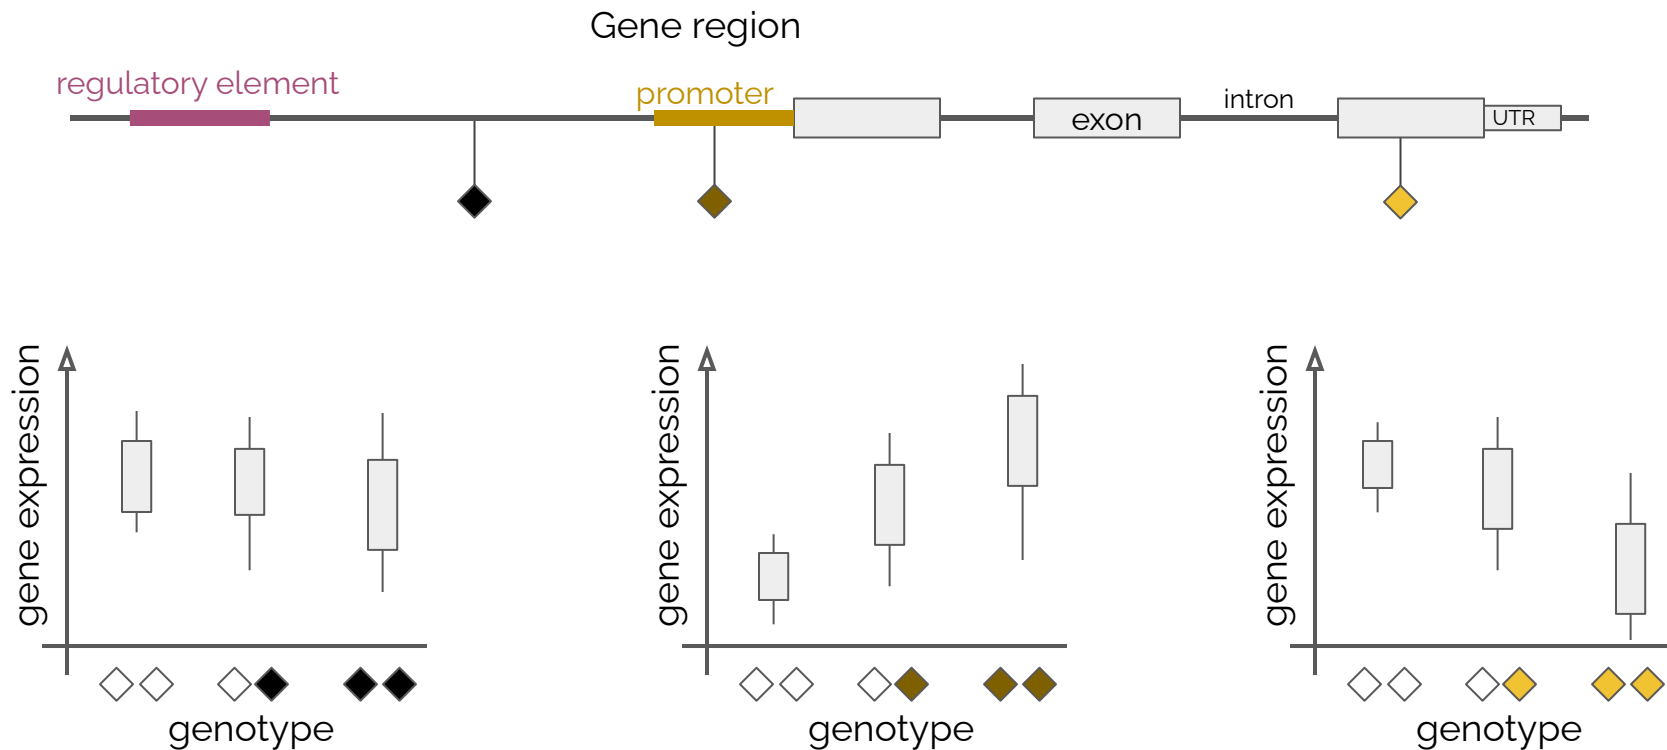 Gene region
regulatory element
promoter
exon
intron
UTR
gene expression
genotype
gene expression
genotype
gene expression
genotype